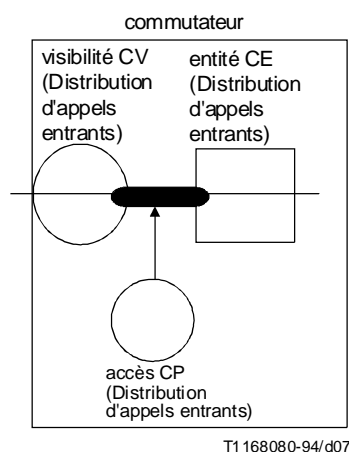 commutateur
visibilité CV
(Distribution
d'appels
entrants)
entité CE
(Distribution
d'appels
entrants)
accès CP
(Distribution
d'appels entrants)
T1168080-94/d07